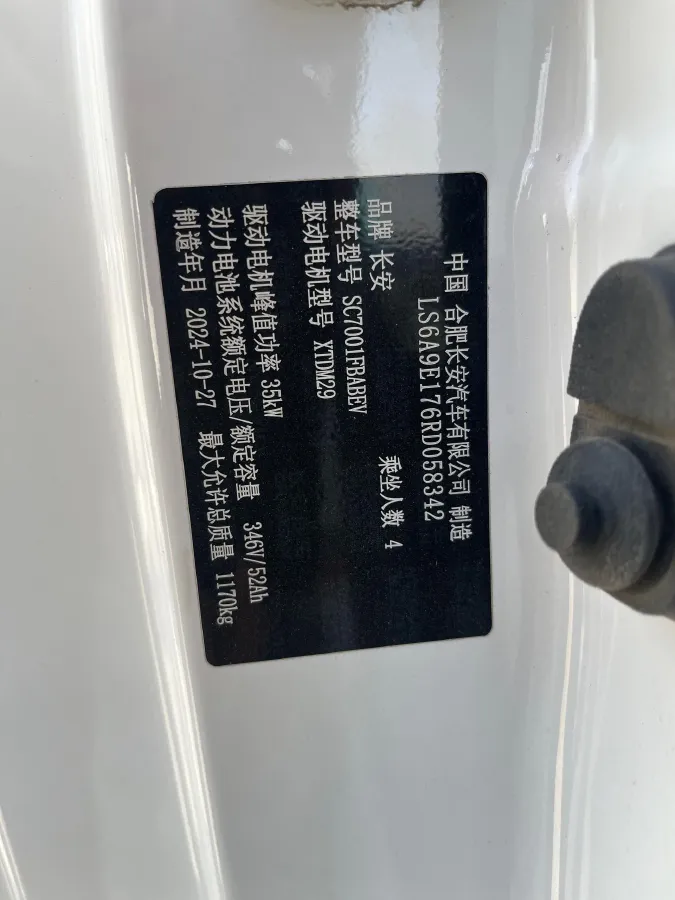 中国 合肥长安汽车有限公司 制造
LS6A9E176RD058342
品牌 长安 乘坐人数 4
整车型号 SC7001FBABEV
驱动电机型号 XTDM29
驱动电机峰值功率 35kW
动力电池系统额定电压/额定容量 346V/52Ah
制造年月 2024-10-27 最大允许总质量 1170kg